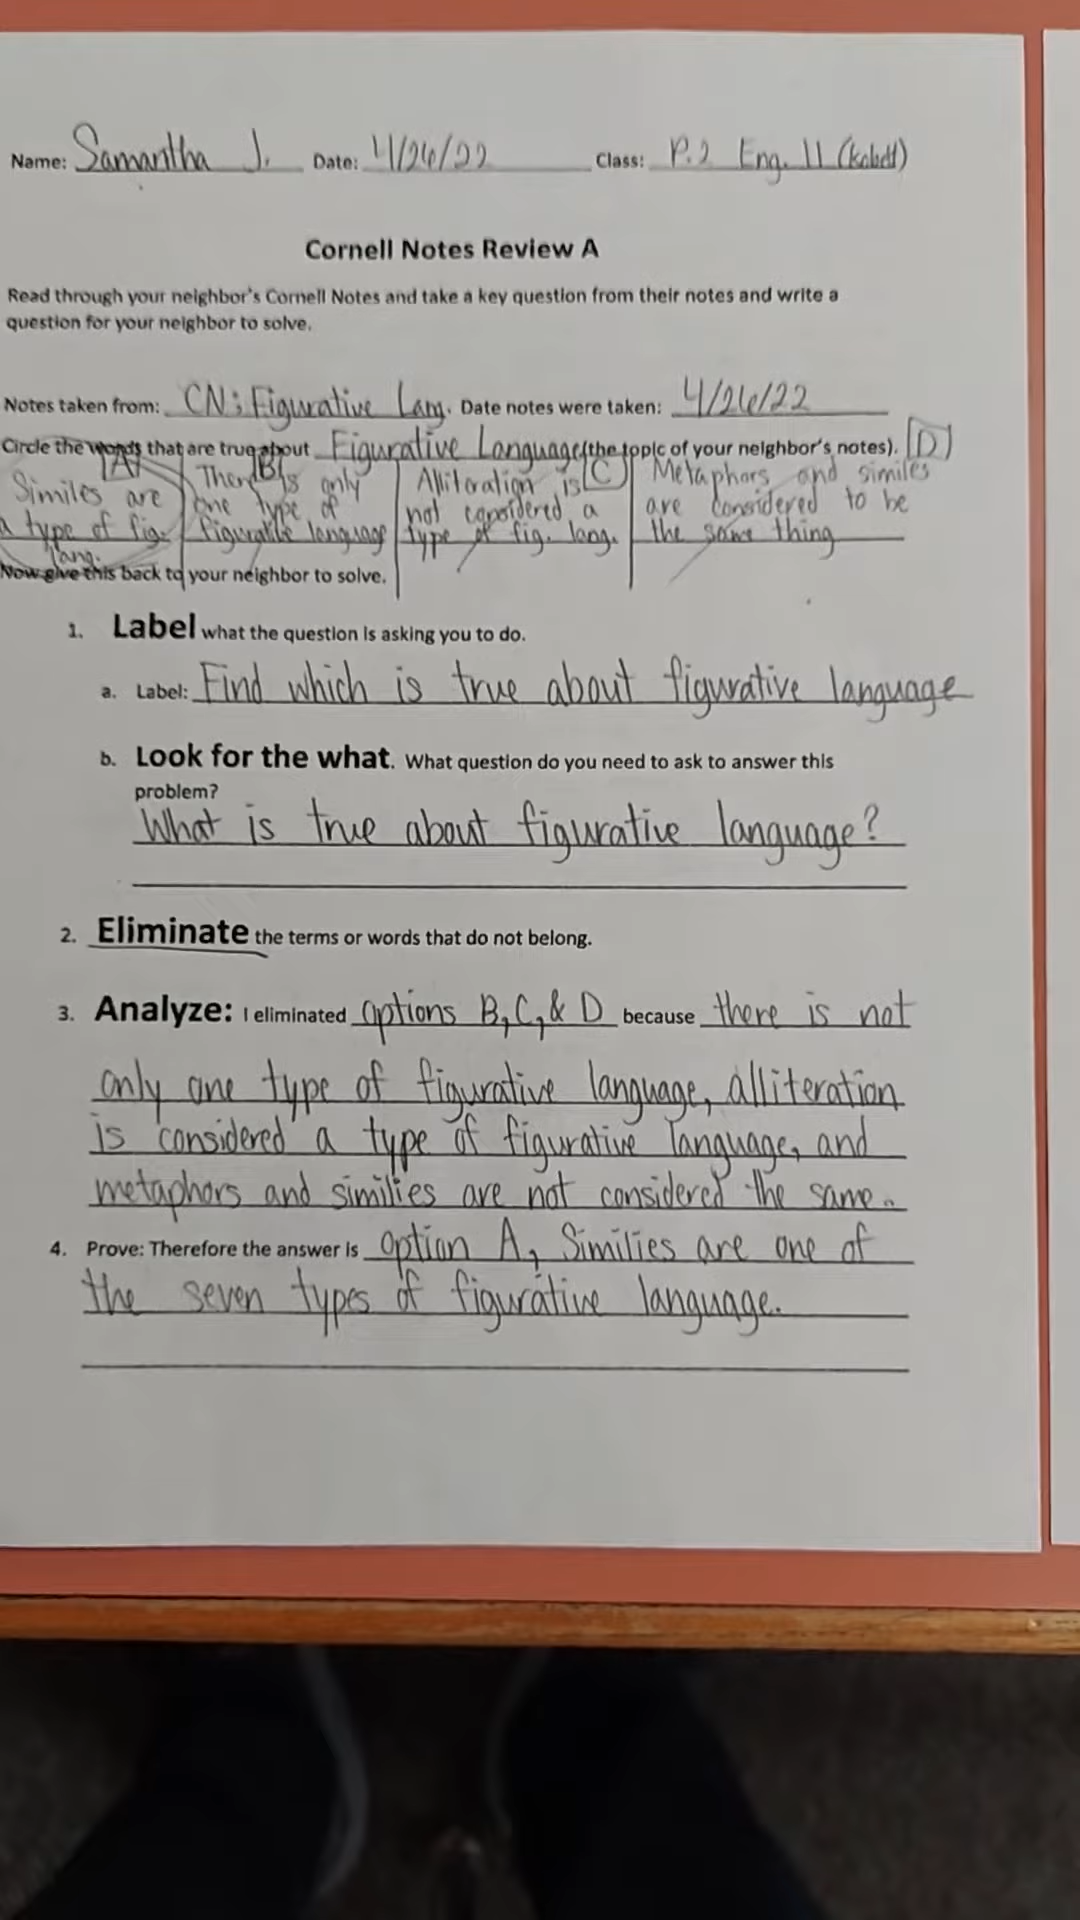 Name: Samantha J. Date: 4/26/22 Class: P.2 Eng. 11 (Kobett)
Cornell Notes Review A
Read through your neighbor's Cornell Notes and take a key question from their notes and write a
question for your neighbor to solve.
Notes taken from: CN: Figurative Lang. Date notes were taken: 4/26/22
Circle the words that are true about Figurative Language (the topic of your neighbor's notes).
A Similes are a type of fig. lang.
B There is only one type of figurative language
C Alliteration is not considered a type of fig. lang.
D Metaphors and similes are considered to be the same thing
Now give this back to your neighbor to solve.
1. Label what the question is asking you to do.
a. Label: Find which is true about figurative language
b. Look for the what. What question do you need to ask to answer this
problem?
What is true about figurative language?
2. Eliminate the terms or words that do not belong.
3. Analyze: I eliminated options B, C, & D because there is not
only one type of figurative language, alliteration
is considered a type of figurative language, and
metaphors and similies are not considered the same.
4. Prove: Therefore the answer is option A, Similies are one of
the seven types of figurative language.